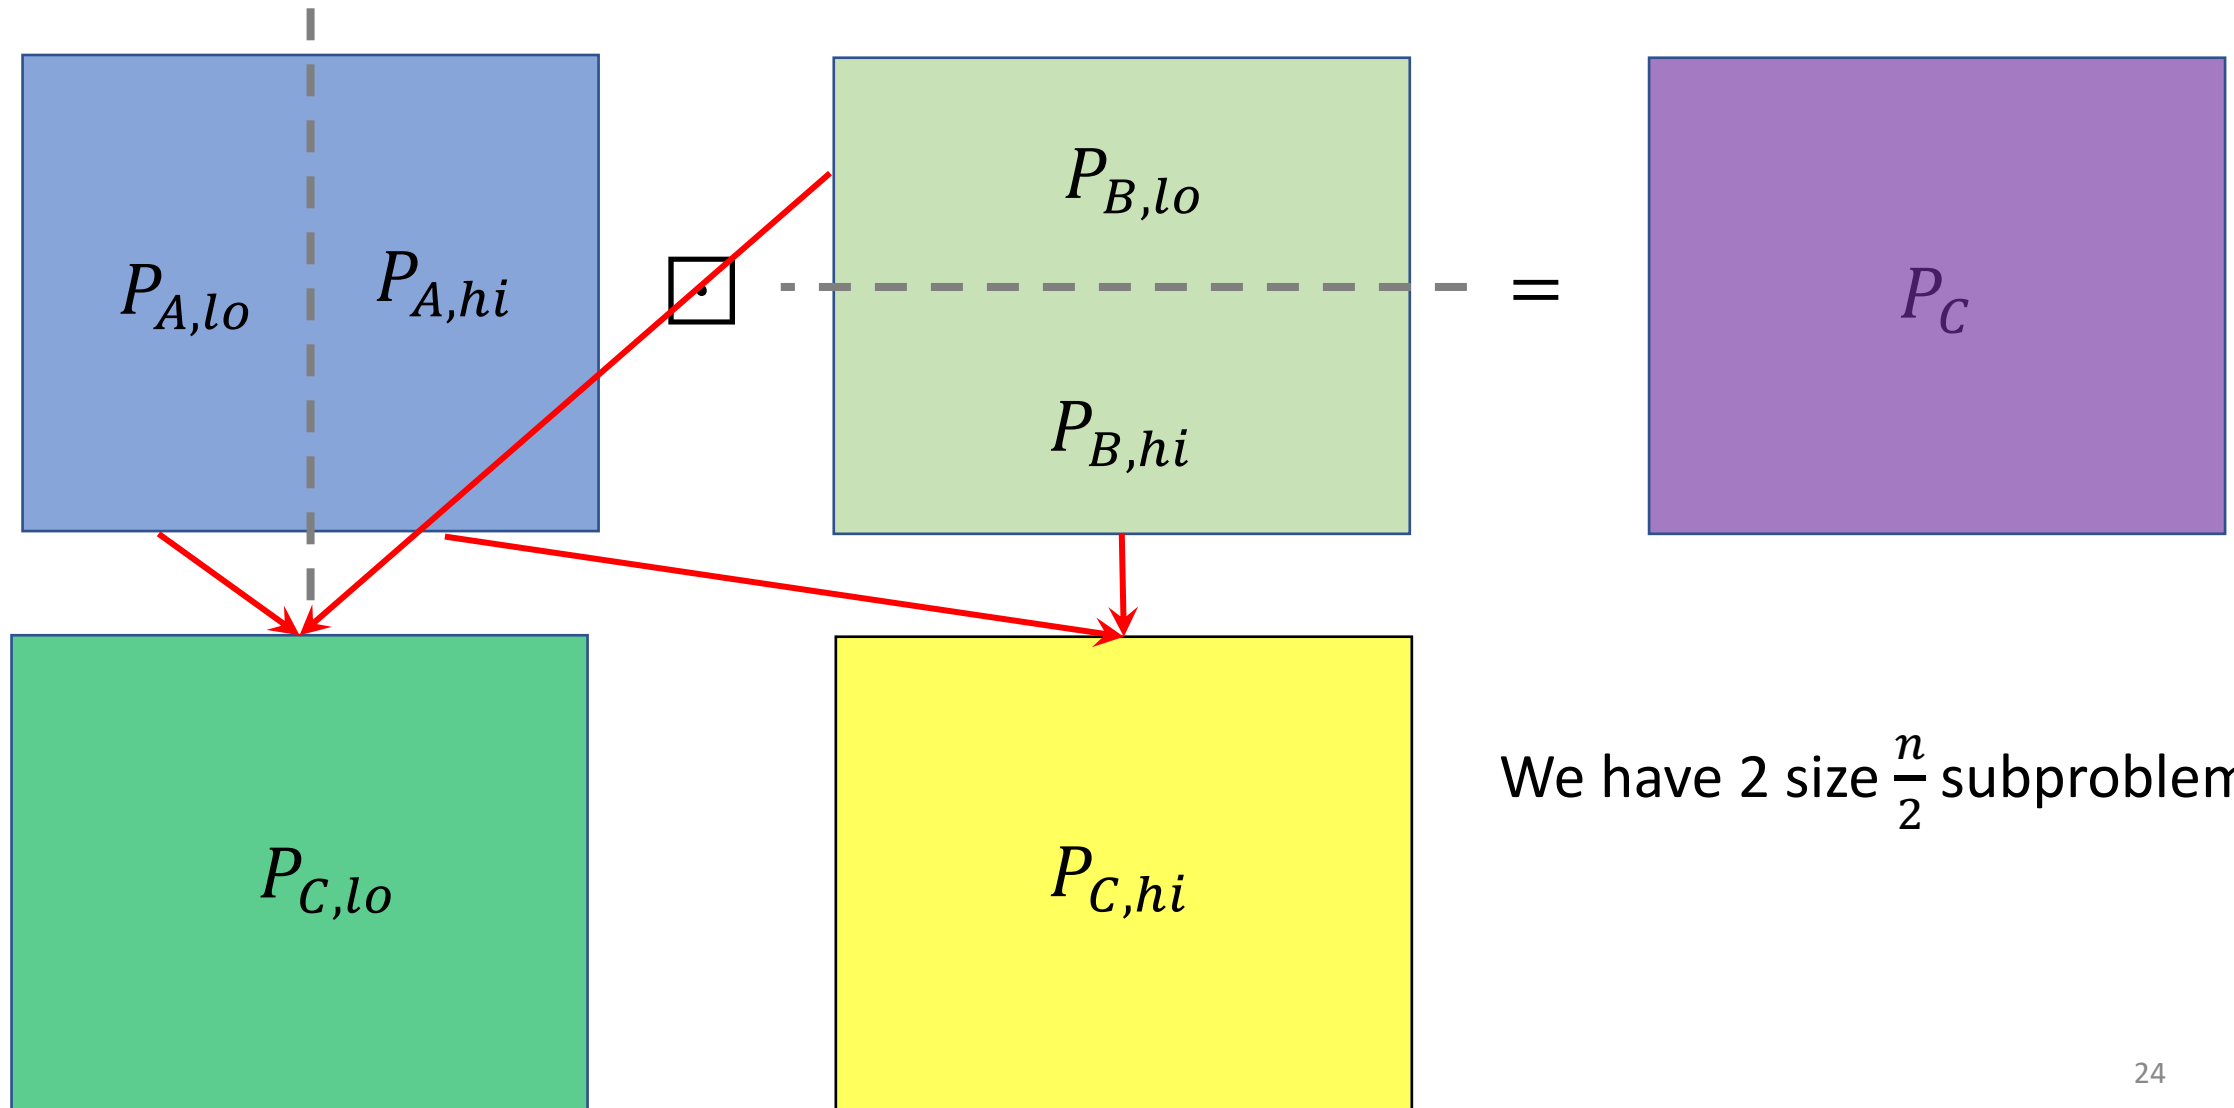 P_{A,lo}
P_{A,hi}
⊡
P_{B,lo}
P_{B,hi}
=
P_C
P_{C,lo}
P_{C,hi}
We have 2 size \frac{n}{2} subproblem
24